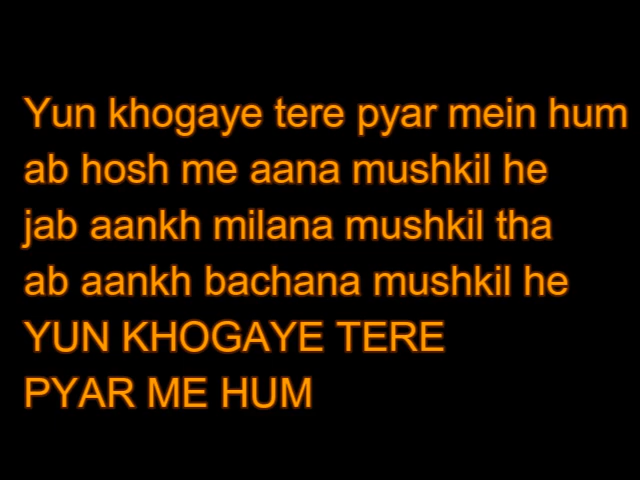 Yun khogaye tere pyar mein hum
ab hosh me aana mushkil he
jab aankh milana mushkil tha
ab aankh bachana mushkil he
YUN KHOGAYE TERE
PYAR ME HUM